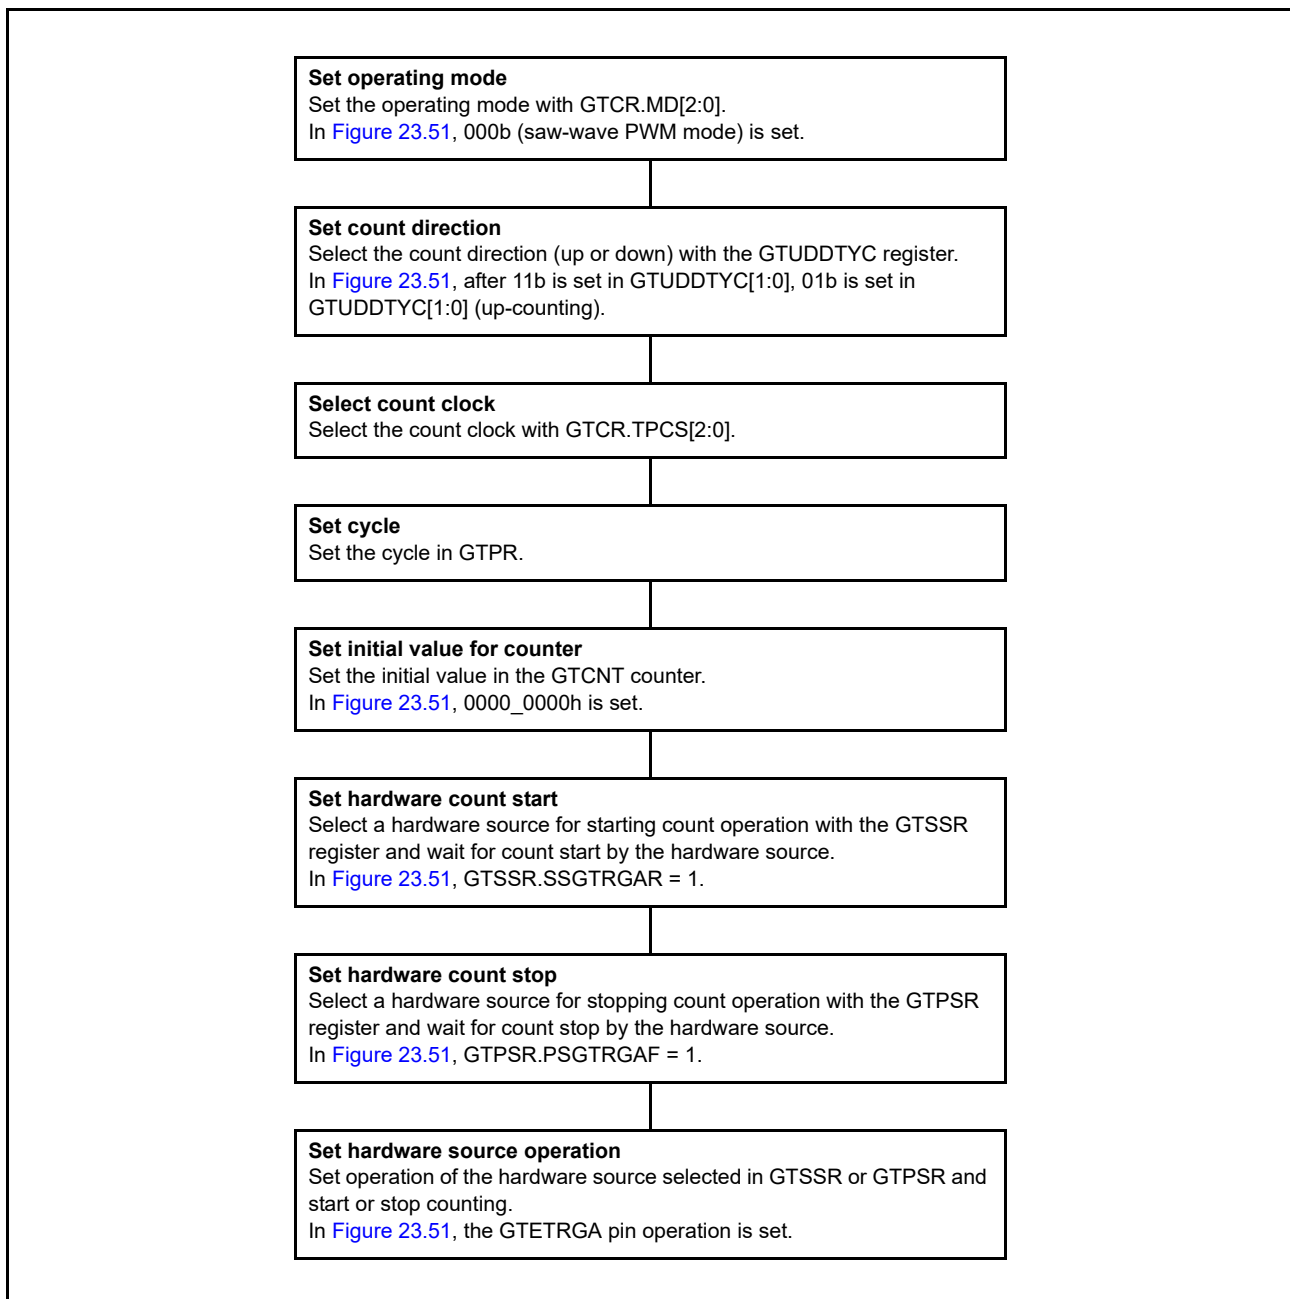 Set operating mode
Set the operating mode with GTCR.MD[2:0].
In Figure 23.51, 000b (saw-wave PWM mode) is set.
Set count direction
Select the count direction (up or down) with the GTUDDTYC register.
In Figure 23.51, after 11b is set in GTUDDTYC[1:0], 01b is set in
GTUDDTYC[1:0] (up-counting).
Select count clock
Select the count clock with GTCR.TPCS[2:0].
Set cycle
Set the cycle in GTPR.
Set initial value for counter
Set the initial value in the GTCNT counter.
In Figure 23.51, 0000_0000h is set.
Set hardware count start
Select a hardware source for starting count operation with the GTSSR
register and wait for count start by the hardware source.
In Figure 23.51, GTSSR.SSGTRGAR = 1.
Set hardware count stop
Select a hardware source for stopping count operation with the GTPSR
register and wait for count stop by the hardware source.
In Figure 23.51, GTPSR.PSGTRGAF = 1.
Set hardware source operation
Set operation of the hardware source selected in GTSSR or GTPSR and
start or stop counting.
In Figure 23.51, the GTETRGA pin operation is set.